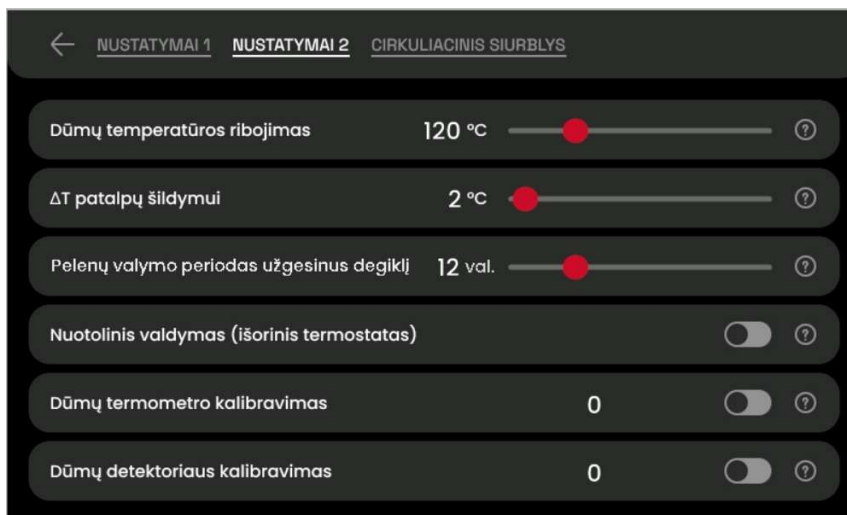 NUSTATYMAI 1 NUSTATYMAI 2 CIRKULIACINIS SIURBLYS
Dūmų temperatūros ribojimas 120 °C ?
ΔT patalpų šildymui 2 °C ?
Pelenų valymo periodas užgesinus degiklį 12 val. ?
Nuotolinis valdymas (išorinis termostatas) ?
Dūmų termometro kalibravimas 0 ?
Dūmų detektoriaus kalibravimas 0 ?